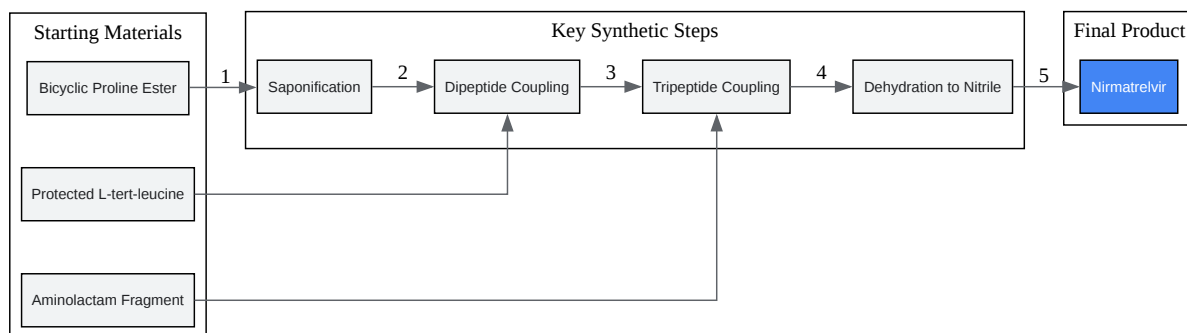 Starting Materials
Key Synthetic Steps
Final Product
Bicyclic Proline Ester
1
Saponification
2
Dipeptide Coupling
3
Tripeptide Coupling
4
Dehydration to Nitrile
5
Nirmatrelvir
Protected L-tert-leucine
Aminolactam Fragment